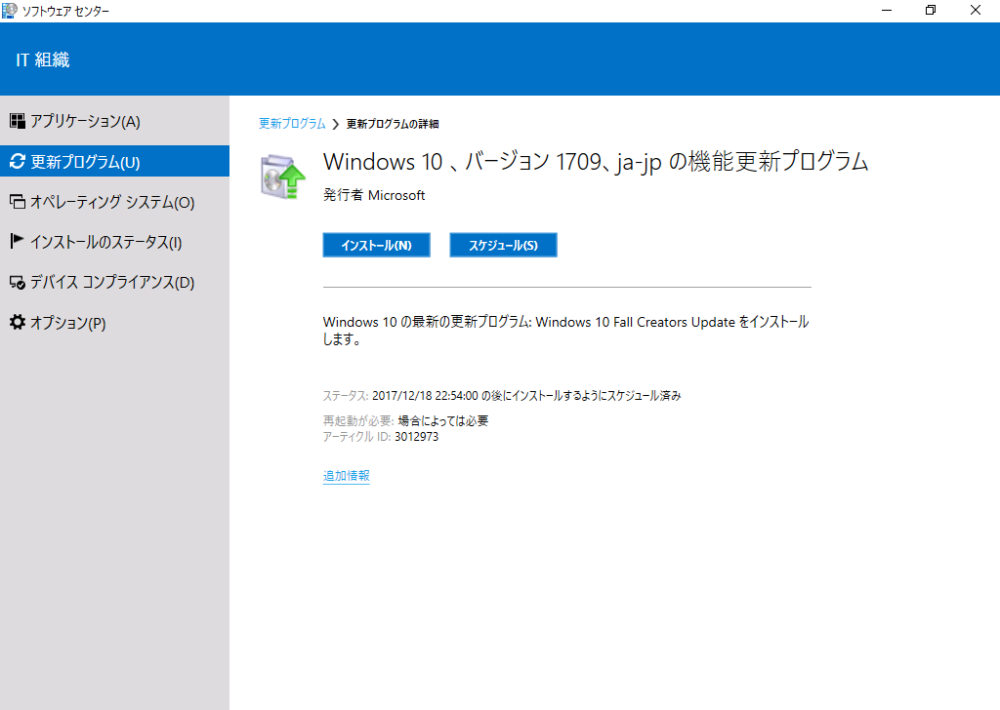 ソフトウェア センター
IT 組織
アプリケーション(A)
更新プログラム(U)
オペレーティング システム(O)
インストールのステータス(I)
デバイス コンプライアンス(D)
オプション(P)
更新プログラム > 更新プログラムの詳細
Windows 10 、バージョン 1709、ja-jp の機能更新プログラム
発行者 Microsoft
インストール(N)
スケジュール(S)
Windows 10 の最新の更新プログラム: Windows 10 Fall Creators Update をインストール
します。
ステータス: 2017/12/18 22:54:00 の後にインストールするようにスケジュール済み
再起動が必要: 場合によっては必要
アーティクル ID: 3012973
追加情報